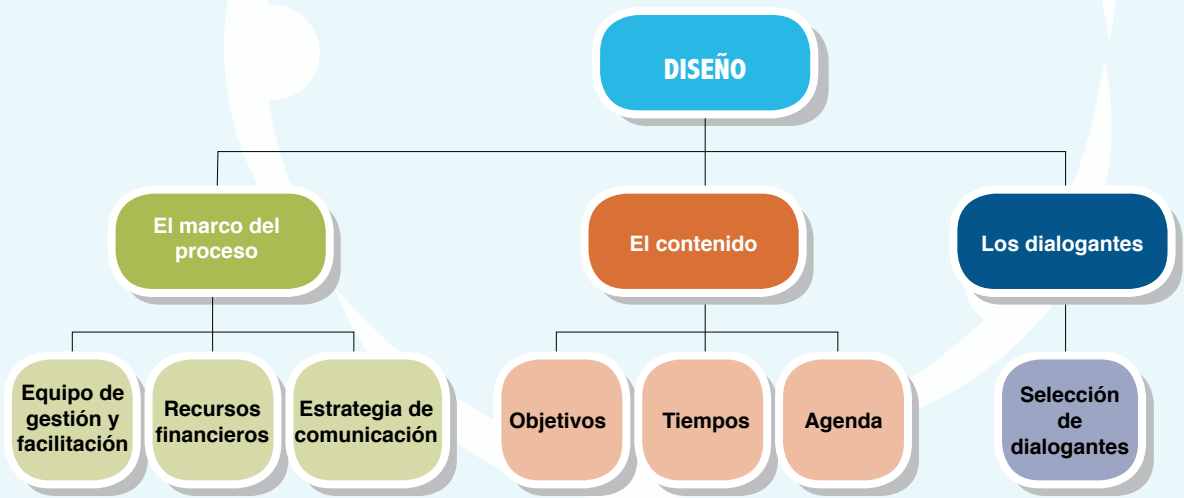 DISEÑO
El marco del
proceso
El contenido
Los dialogantes
Equipo de
gestión y
facilitación
Recursos
financieros
Estrategia de
comunicación
Objetivos
Tiempos
Agenda
Selección
de
dialogantes